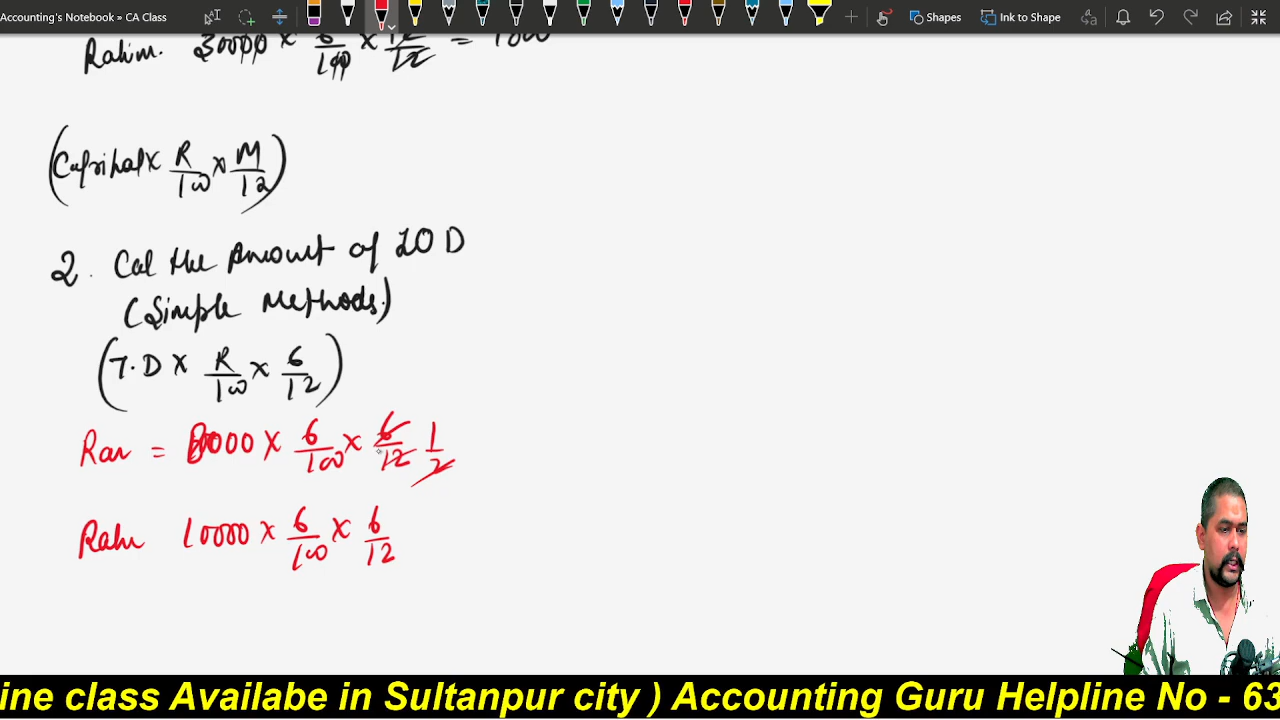 Accounting's Notebook » CA Class
Shapes
Ink to Shape
Rahim. 30000 × 6/100 × 12/12 = 1800
(Capital × R/100 × M/12)
2. Cal the Amount of IOD
(Simple Methods)
(T.D × R/100 × 6/12)
Ram = 8000 × 6/100 × 6/12 1/2
Rahim 10000 × 6/100 × 6/12
ine class Availabe in Sultanpur city ) Accounting Guru Helpline No - 63